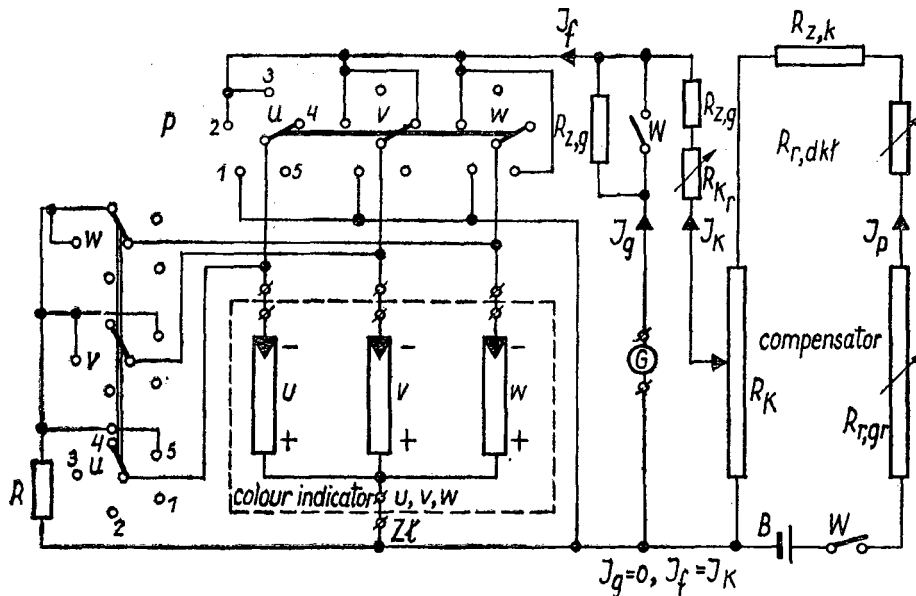 P
3
U
4
2
1
5
V
W
J_f
R_z,g
W
R_z,g
R_Kr
J_g
J_K
G
R_z,k
R_r,dkł
J_p
compensator
R_K
R_r,gr
B
W
W
V
4
U
3
5
1
2
R
-
-
-
U
V
W
+
+
+
colour indicator U, V, W
Zł
J_g=0, J_f=J_K